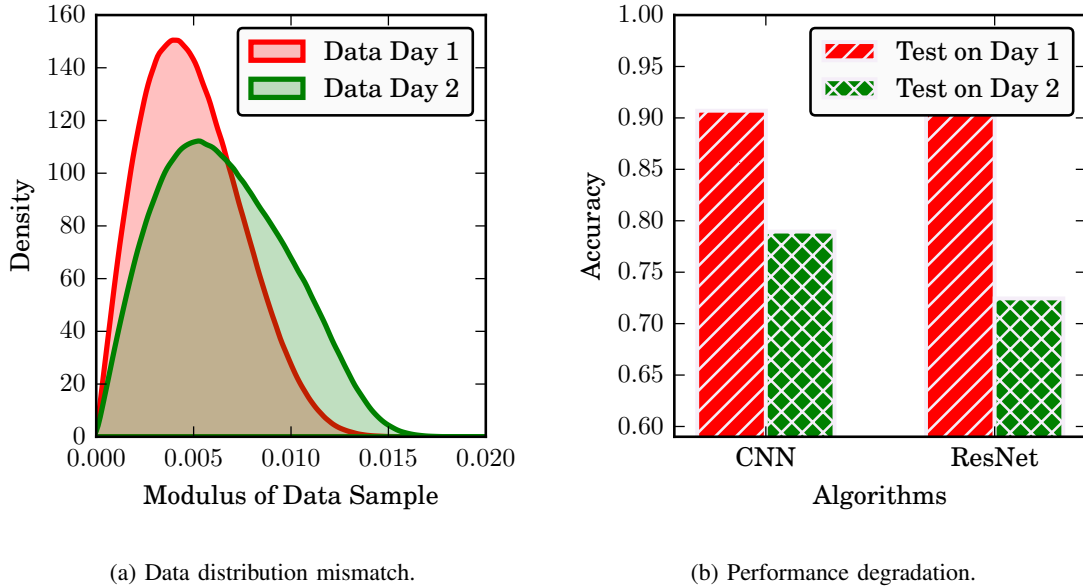 160
140
120
100
80
60
40
20
0
Density
Data Day 1
Data Day 2
0.000 0.005 0.010 0.015 0.020
Modulus of Data Sample
(a) Data distribution mismatch.
1.00
0.95
0.90
0.85
0.80
0.75
0.70
0.65
0.60
Accuracy
Test on Day 1
Test on Day 2
CNN ResNet
Algorithms
(b) Performance degradation.